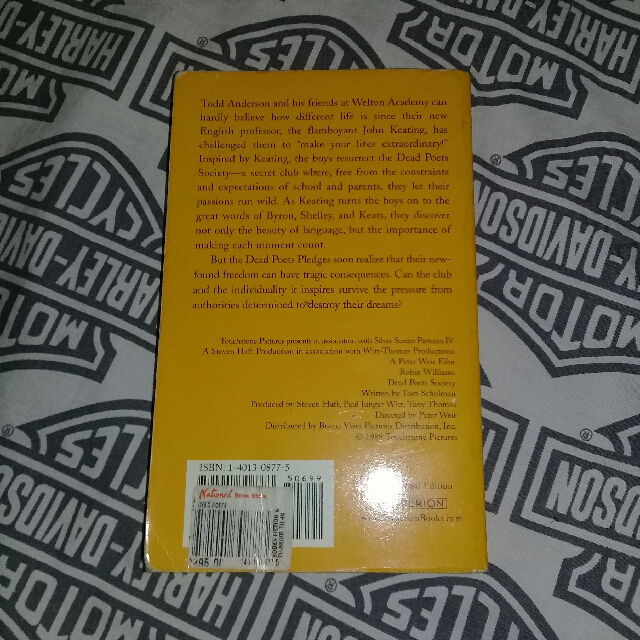 Todd Anderson and his friends at Welton Academy can
hardly believe how different life is since their new
English professor, the flamboyant John Keating, has
challenged them to "make your lives extraordinary!"
Inspired by Keating, the boys resurrect the Dead Poets
Society—a secret club where, free from the constraints
and expectations of school and parents, they let their
passions run wild. As Keating turns the boys on to the
great words of Byron, Shelley, and Keats, they discover
not only the beauty of language, but the importance of
making each moment count.
But the Dead Poets Pledges soon realize that their new-
found freedom can have tragic consequences. Can the club
and the individuality it inspires survive the pressure from
authorities determined to destroy their dreams?
Touchstone Pictures presents in association with Silver Screen Partners IV
A Steven Haft Production in association with Witt-Thomas Productions
A Peter Weir Film
Robin Williams
Dead Poets Society
Written by Tom Schulman
Produced by Steven Haft, Paul Junger Witt, Tony Thomas
Directed by Peter Weir
Distributed by Buena Vista Pictures Distribution, Inc.
© 1989 Touchstone Pictures
ISBN: 1-4013-0877-5
50699
National Book Store
Edition
HARLEY-DAVIDSON
MOTOR
CYCLES